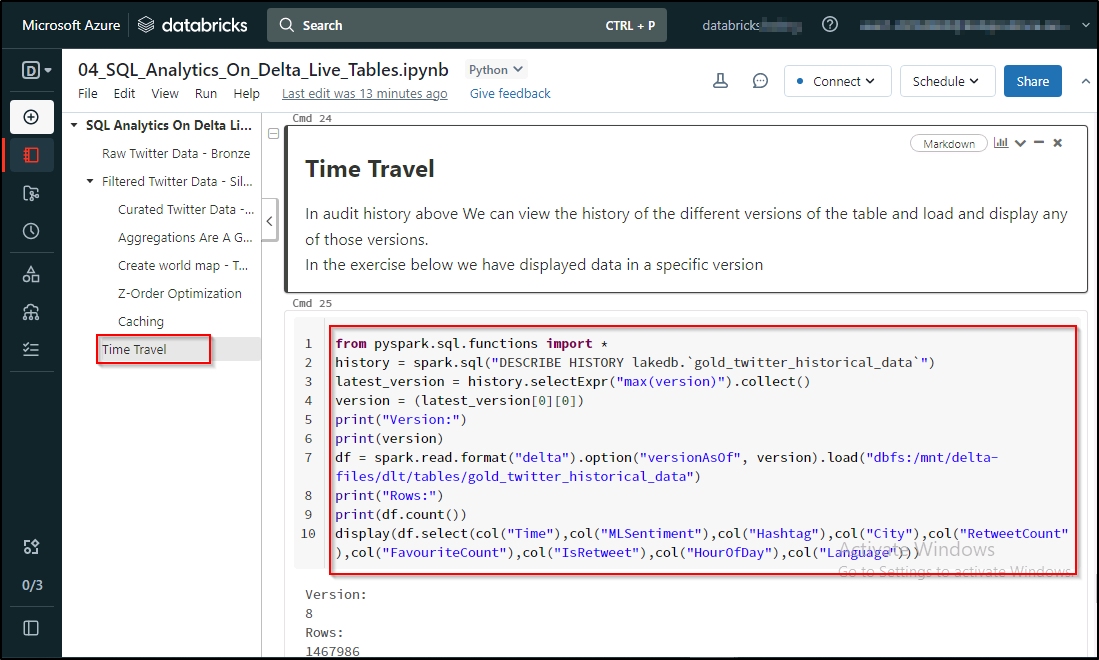 Microsoft Azure databricks Search CTRL + P databricks
04_SQL_Analytics_On_Delta_Live_Tables.ipynb Python
File Edit View Run Help Last edit was 13 minutes ago Give feedback
Connect Schedule Share
SQL Analytics On Delta Li...
Raw Twitter Data - Bronze
Filtered Twitter Data - Sil...
Curated Twitter Data -...
Aggregations Are A G...
Create world map - T...
Z-Order Optimization
Caching
Time Travel
0/3
Cmd 24
Markdown
Time Travel
In audit history above We can view the history of the different versions of the table and load and display any
of those versions.
In the exercise below we have displayed data in a specific version
Cmd 25
1 from pyspark.sql.functions import *
2 history = spark.sql("DESCRIBE HISTORY lakedb.`gold_twitter_historical_data`")
3 latest_version = history.selectExpr("max(version)").collect()
4 version = (latest_version[0][0])
5 print("Version:")
6 print(version)
7 df = spark.read.format("delta").option("versionAsOf", version).load("dbfs:/mnt/delta-
files/dlt/tables/gold_twitter_historical_data")
8 print("Rows:")
9 print(df.count())
10 display(df.select(col("Time"),col("MLSentiment"),col("Hashtag"),col("City"),col("RetweetCount"
),col("FavouriteCount"),col("IsRetweet"),col("HourOfDay"),col("Language")))
Activate Windows
Go to Settings to activate Windows.
Version:
8
Rows:
1467986